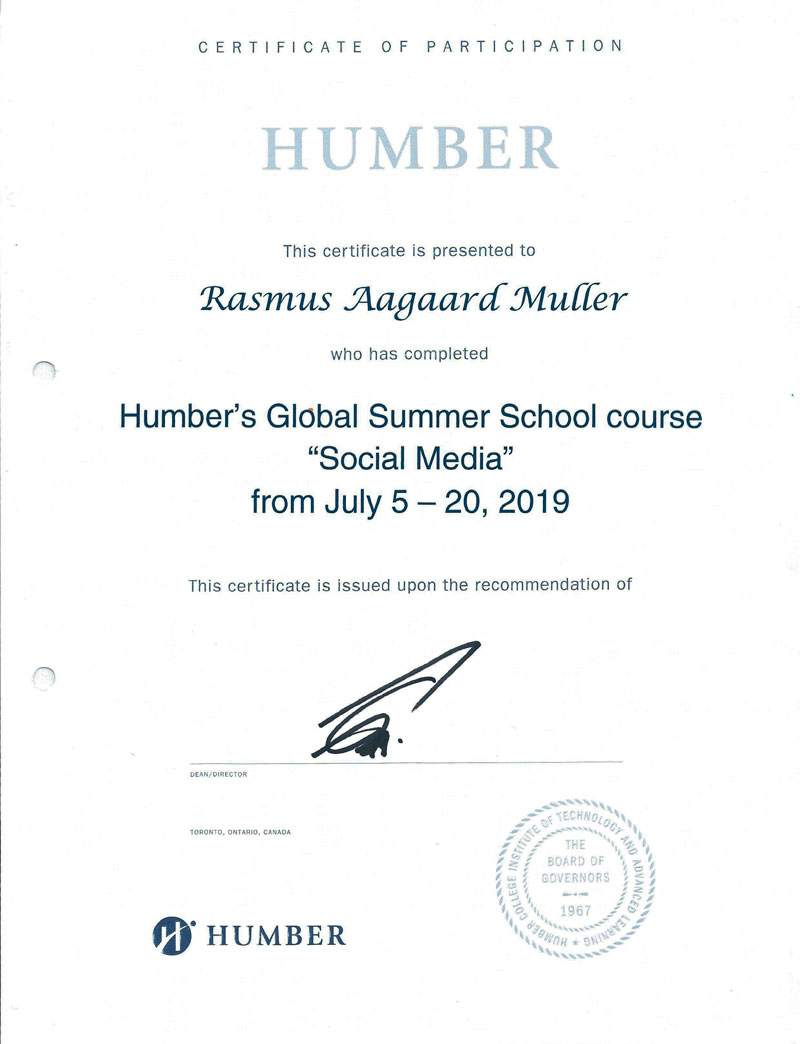 CERTIFICATE OF PARTICIPATION
HUMBER
This certificate is presented to
Rasmus Aagaard Muller
who has completed
Humber's Global Summer School course
“Social Media”
from July 5 – 20, 2019
This certificate is issued upon the recommendation of
DEAN/DIRECTOR
TORONTO, ONTARIO, CANADA
HUMBER COLLEGE INSTITUTE OF TECHNOLOGY AND ADVANCED LEARNING
THE
BOARD OF
GOVERNORS
1967
H HUMBER